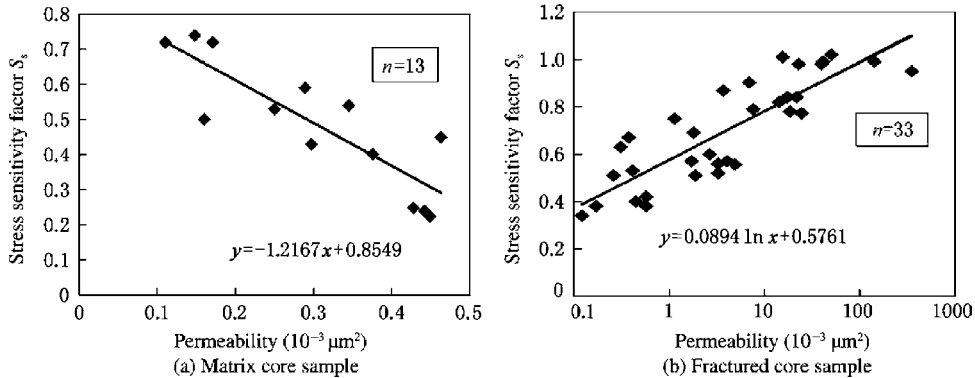 Stress sensitivity factor Sₛ
0.8
0.7
0.6
0.5
0.4
0.3
0.2
0.1
0
n=13
y=−1.2167x+0.8549
0 0.1 0.2 0.3 0.4 0.5
Permeability (10⁻³ μm²)
(a) Matrix core sample
Stress sensitivity factor Sₛ
1.2
1.0
0.8
0.6
0.4
0.2
0
n=33
y=0.0894 ln x+0.5761
0.1 1 10 100 1000
Permeability (10⁻³ μm²)
(b) Fractured core sample